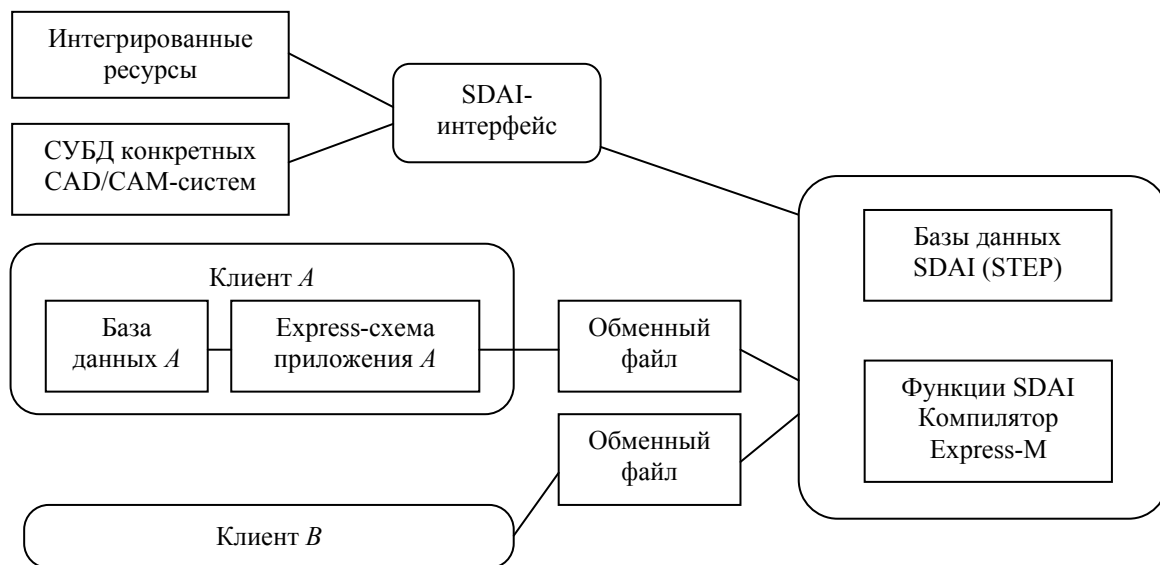 Интегрированные
ресурсы
SDAI-
интерфейс
СУБД конкретных
CAD/CAM-систем
Базы данных
SDAI (STEP)
Клиент A
База
данных A
Express-схема
приложения A
Обменный
файл
Функции SDAI
Компилятор
Express-M
Обменный
файл
Клиент B